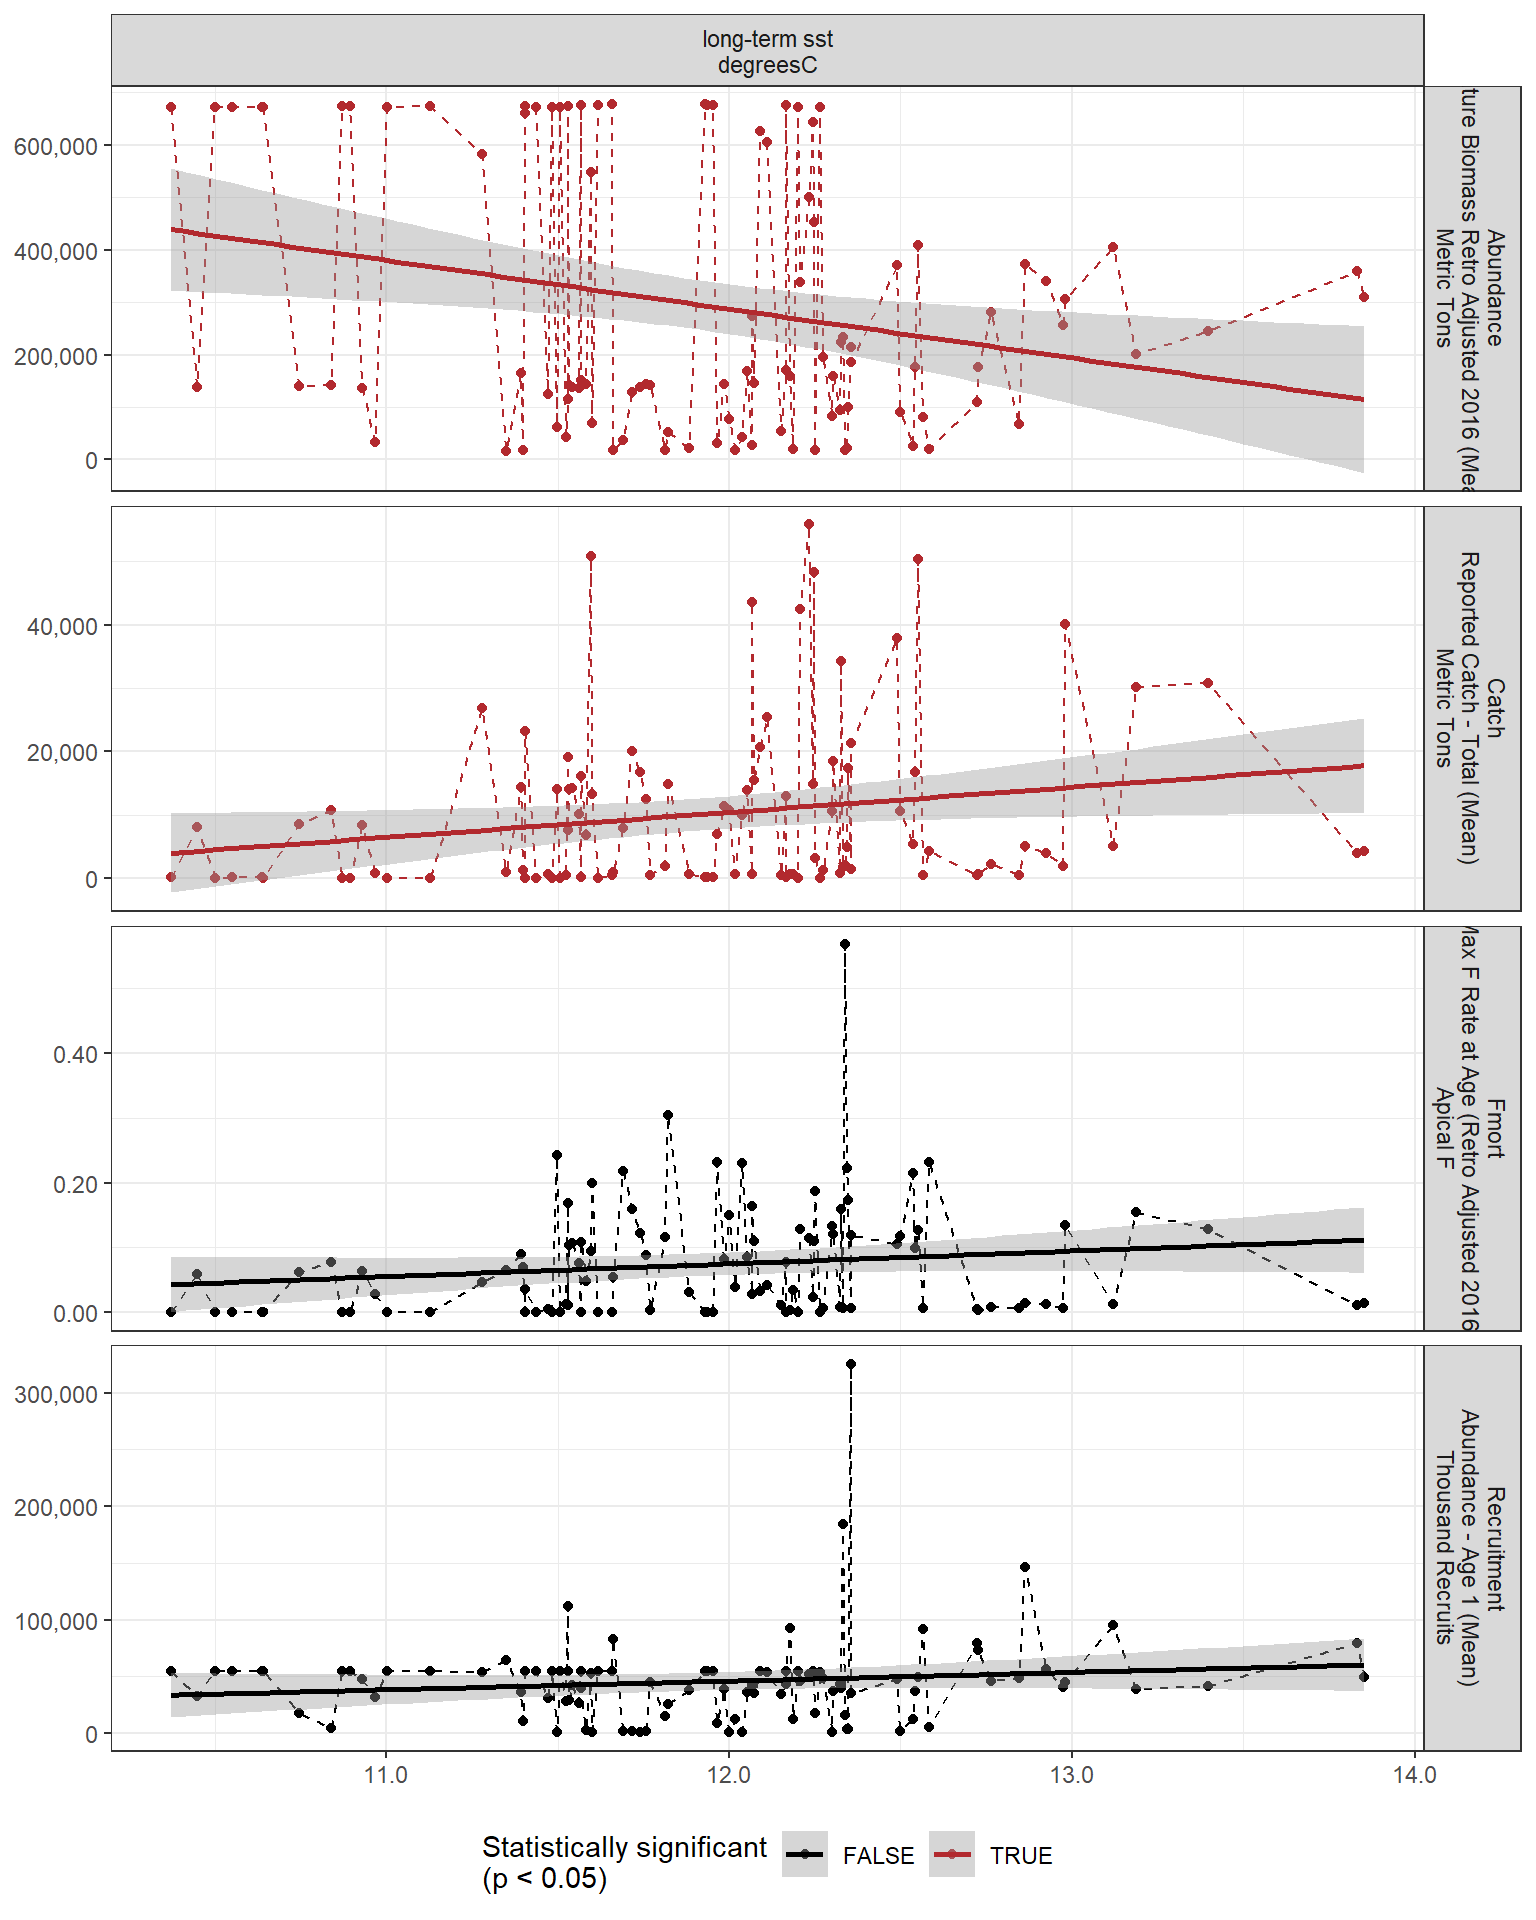 long-term sst
degreesC
600,000
400,000
200,000
0
Abundance
Biomass Retro Adjusted 2016
Metric Tons
40,000
20,000
0
Catch
Reported Catch - Total (Mean)
Metric Tons
0.40
0.20
0.00
Fmort
F Rate at Age (Retro Adjusted 2016
Apical F
300,000
200,000
100,000
0
Recruitment
Abundance - Age 1 (Mean)
Thousand Recruits
11.0
12.0
13.0
14.0
Statistically significant
(p < 0.05)
FALSE
TRUE